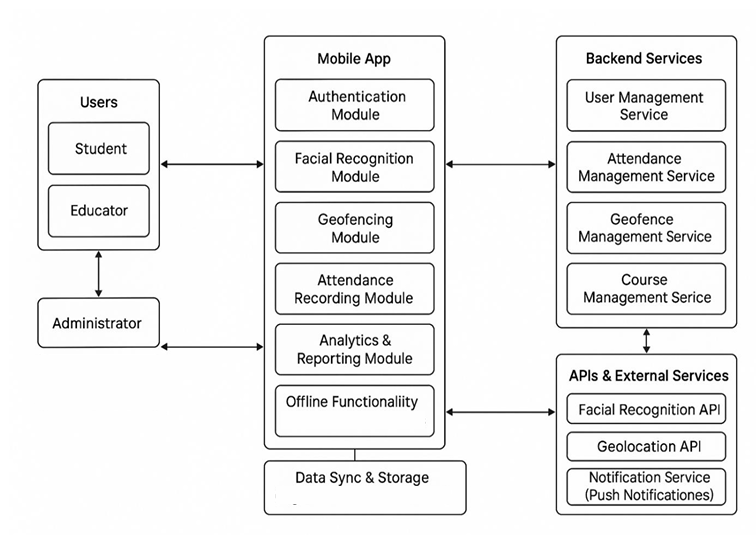 Users
Student
Educator
Administrator
Mobile App
Authentication
Module
Facial Recognition
Module
Geofencing
Module
Attendance
Recording Module
Analytics &
Reporting Module
Offline Functionaliity
Data Sync & Storage
Backend Services
User Management
Service
Attendance
Management Service
Geofence
Management Service
Course
Management Serice
APIs & External Services
Facial Recognition API
Geolocation API
Notification Service
(Push Notificationes)